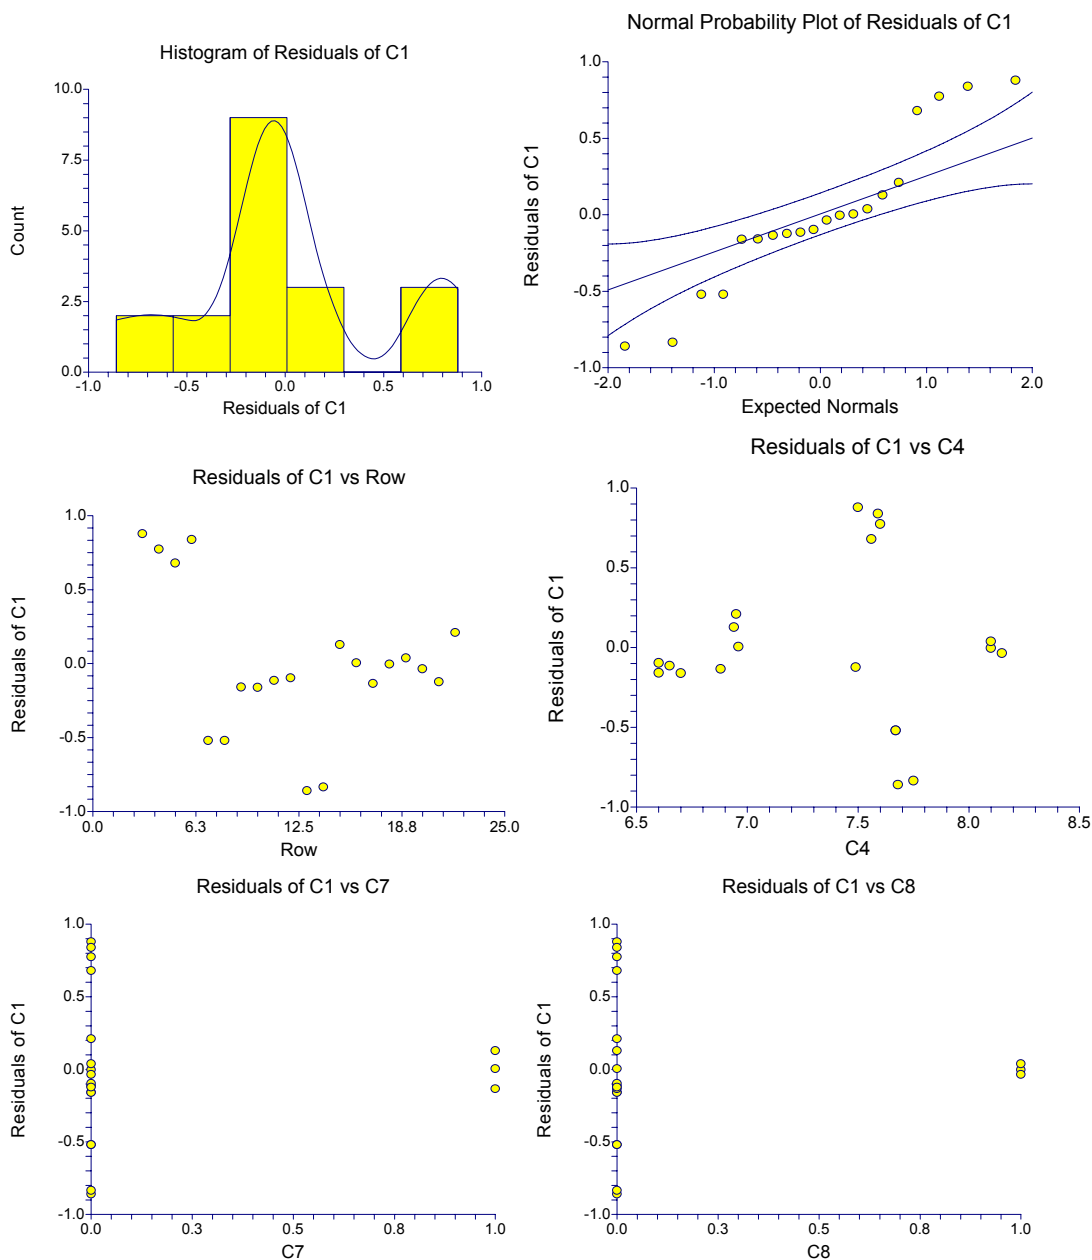 Histogram of Residuals of C1
10.0
7.5
5.0
2.5
0.0
Count
-1.0 -0.5 0.0 0.5 1.0
Residuals of C1
Normal Probability Plot of Residuals of C1
1.0
0.5
0.0
-0.5
-1.0
Residuals of C1
-2.0 -1.0 0.0 1.0 2.0
Expected Normals
Residuals of C1 vs Row
1.0
0.5
0.0
-0.5
-1.0
Residuals of C1
0.0 6.3 12.5 18.8 25.0
Row
Residuals of C1 vs C4
1.0
0.5
0.0
-0.5
-1.0
Residuals of C1
6.5 7.0 7.5 8.0 8.5
C4
Residuals of C1 vs C7
1.0
0.5
0.0
-0.5
-1.0
Residuals of C1
0.0 0.3 0.5 0.8 1.0
C7
Residuals of C1 vs C8
1.0
0.5
0.0
-0.5
-1.0
Residuals of C1
0.0 0.3 0.5 0.8 1.0
C8